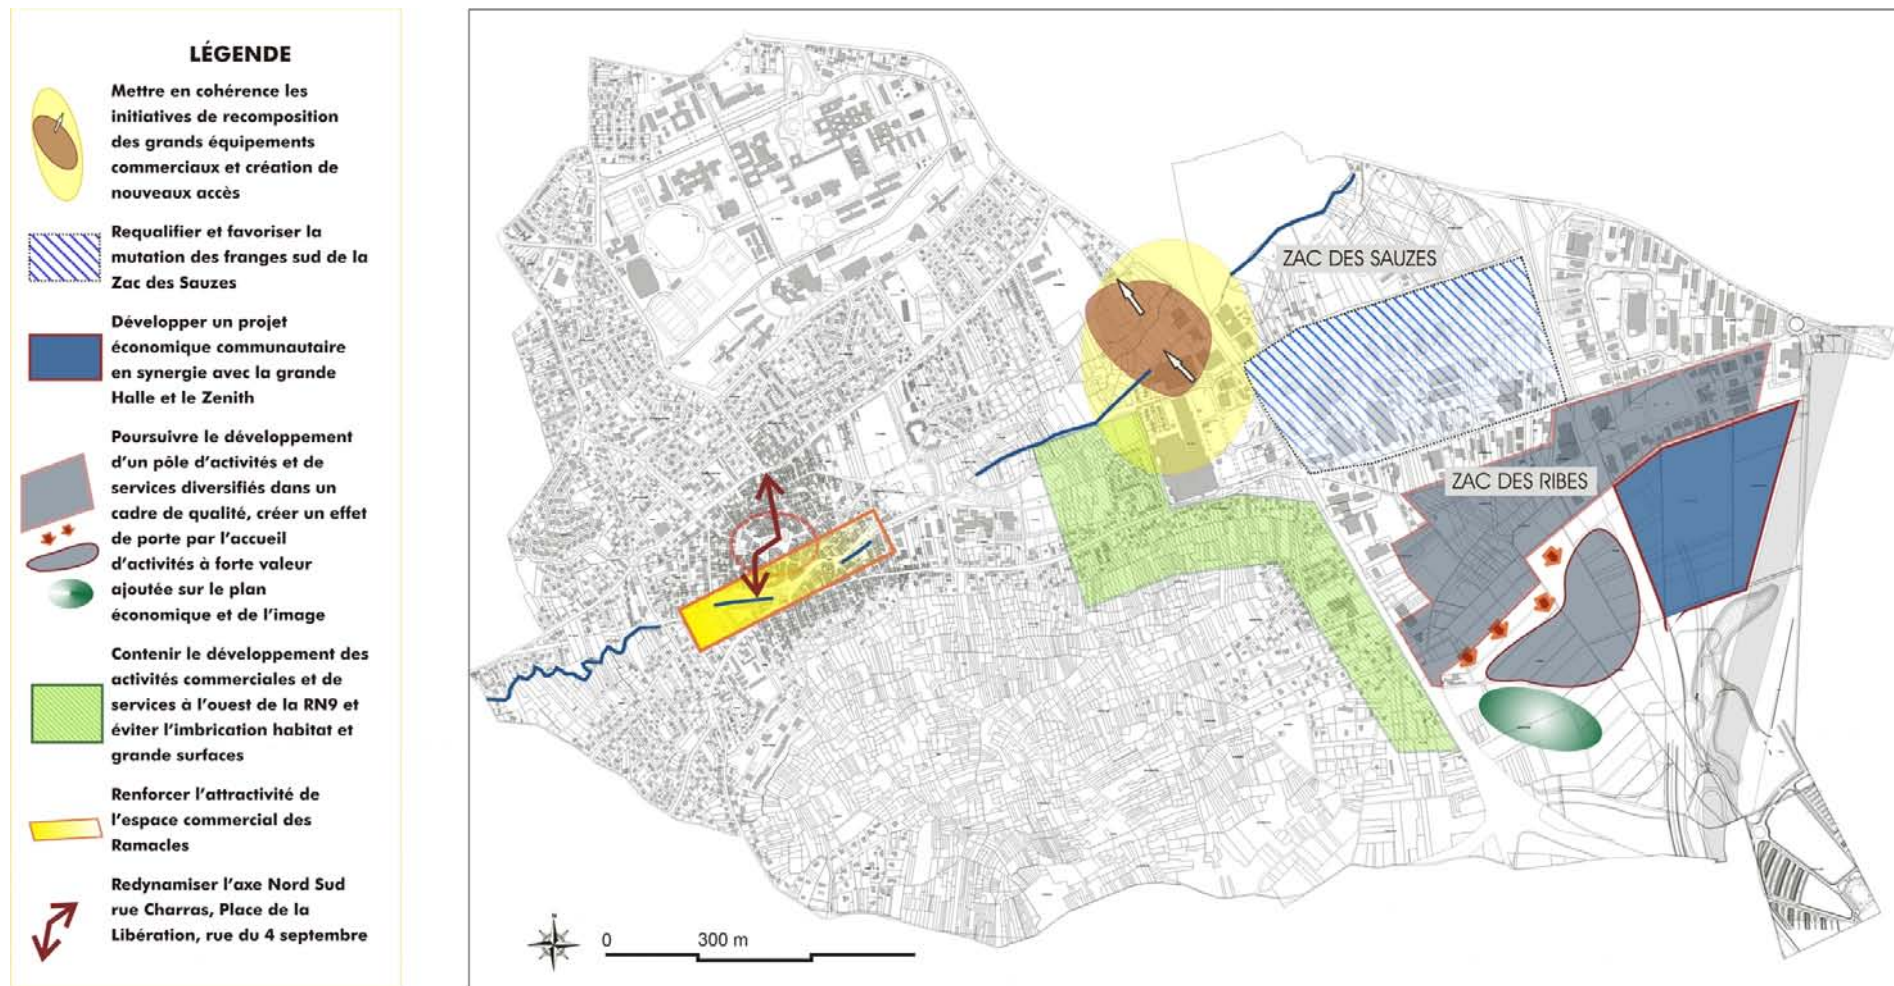 LÉGENDE
Mettre en cohérence les
initiatives de recomposition
des grands équipements
commerciaux et création de
nouveaux accès
Requalifier et favoriser la
mutation des franges sud de la
Zac des Sauzes
Développer un projet
économique communautaire
en synergie avec la grande
Halle et le Zenith
Poursuivre le développement
d'un pôle d'activités et de
services diversifiés dans un
cadre de qualité, créer un effet
de porte par l'accueil
d'activités à forte valeur
ajoutée sur le plan
économique et de l'image
Contenir le développement des
activités commerciales et de
services à l'ouest de la RN9 et
éviter l'imbrication habitat et
grande surfaces
Renforcer l'attractivité de
l'espace commercial des
Ramacles
Redynamiser l'axe Nord Sud
rue Charras, Place de la
Libération, rue du 4 septembre
ZAC DES SAUZES
ZAC DES RIBES
N
0 300 m